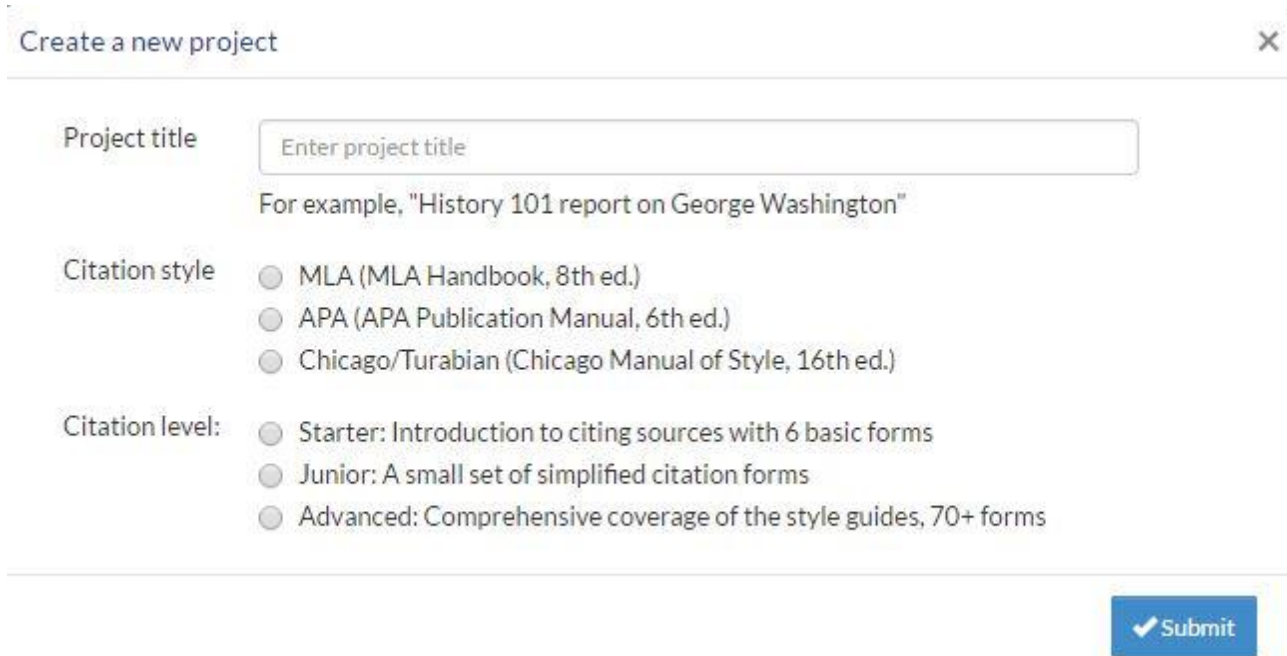 Create a new project
×
Project title
Enter project title
For example, "History 101 report on George Washington"
Citation style
MLA (MLA Handbook, 8th ed.)
APA (APA Publication Manual, 6th ed.)
Chicago/Turabian (Chicago Manual of Style, 16th ed.)
Citation level:
Starter: Introduction to citing sources with 6 basic forms
Junior: A small set of simplified citation forms
Advanced: Comprehensive coverage of the style guides, 70+ forms
Submit